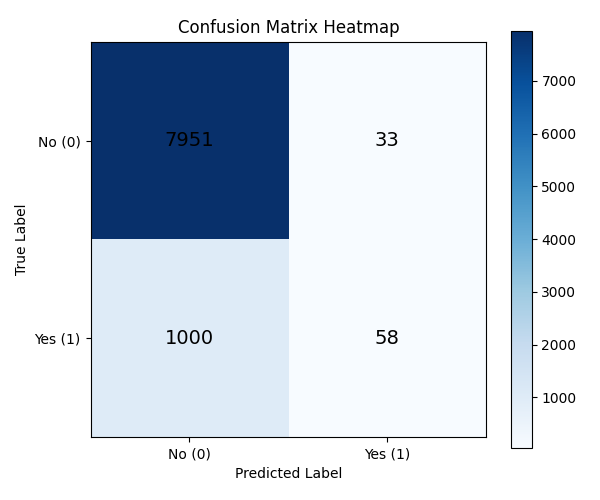 Confusion Matrix Heatmap
True Label
No (0)
7951
33
Yes (1)
1000
58
No (0)
Yes (1)
Predicted Label
7000
6000
5000
4000
3000
2000
1000